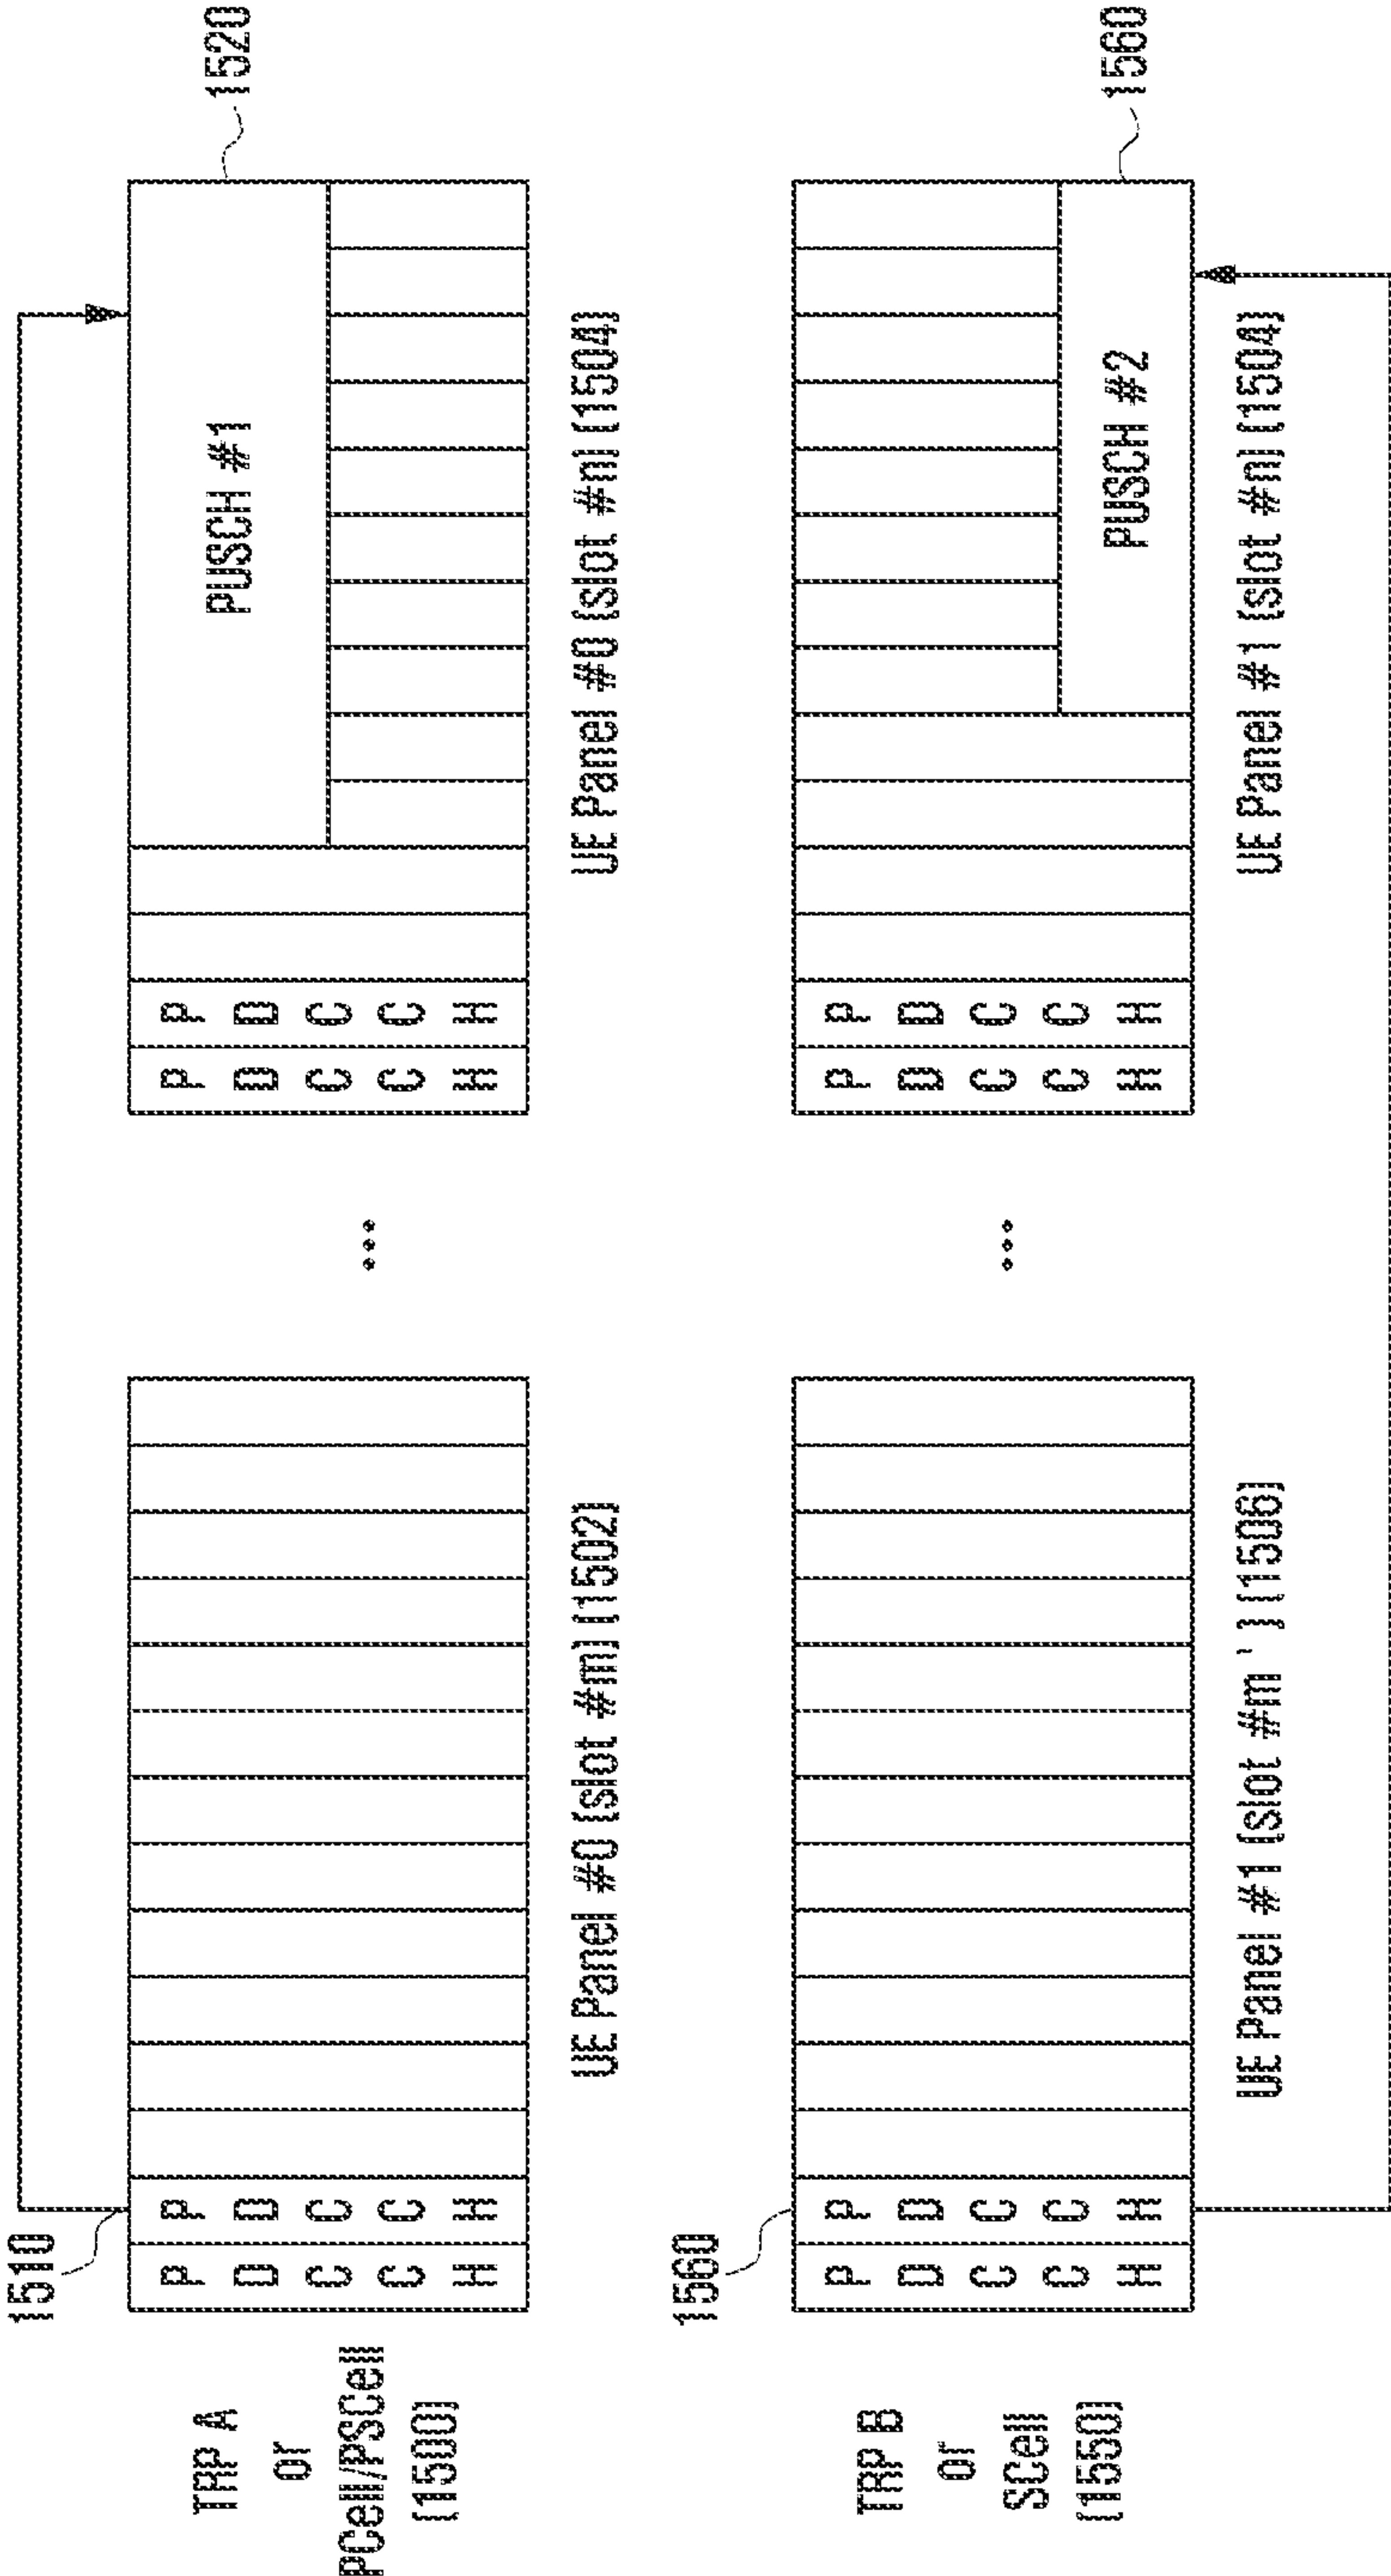 1510
1520
TRP A
or
PCell/PSCell
(1500)
P P
D D
C C
C C
H H
...
P P
D D
C C
C C
H H
PUSCH #1
UE Panel #0 (slot #m) (1502)
UE Panel #0 (slot #n) (1504)
1560
1560
TRP B
or
SCell
(1550)
P P
D D
C C
C C
H H
...
P P
D D
C C
C C
H H
PUSCH #2
UE Panel #1 (slot #m ' ) (1506)
UE Panel #1 (slot #n) (1504)